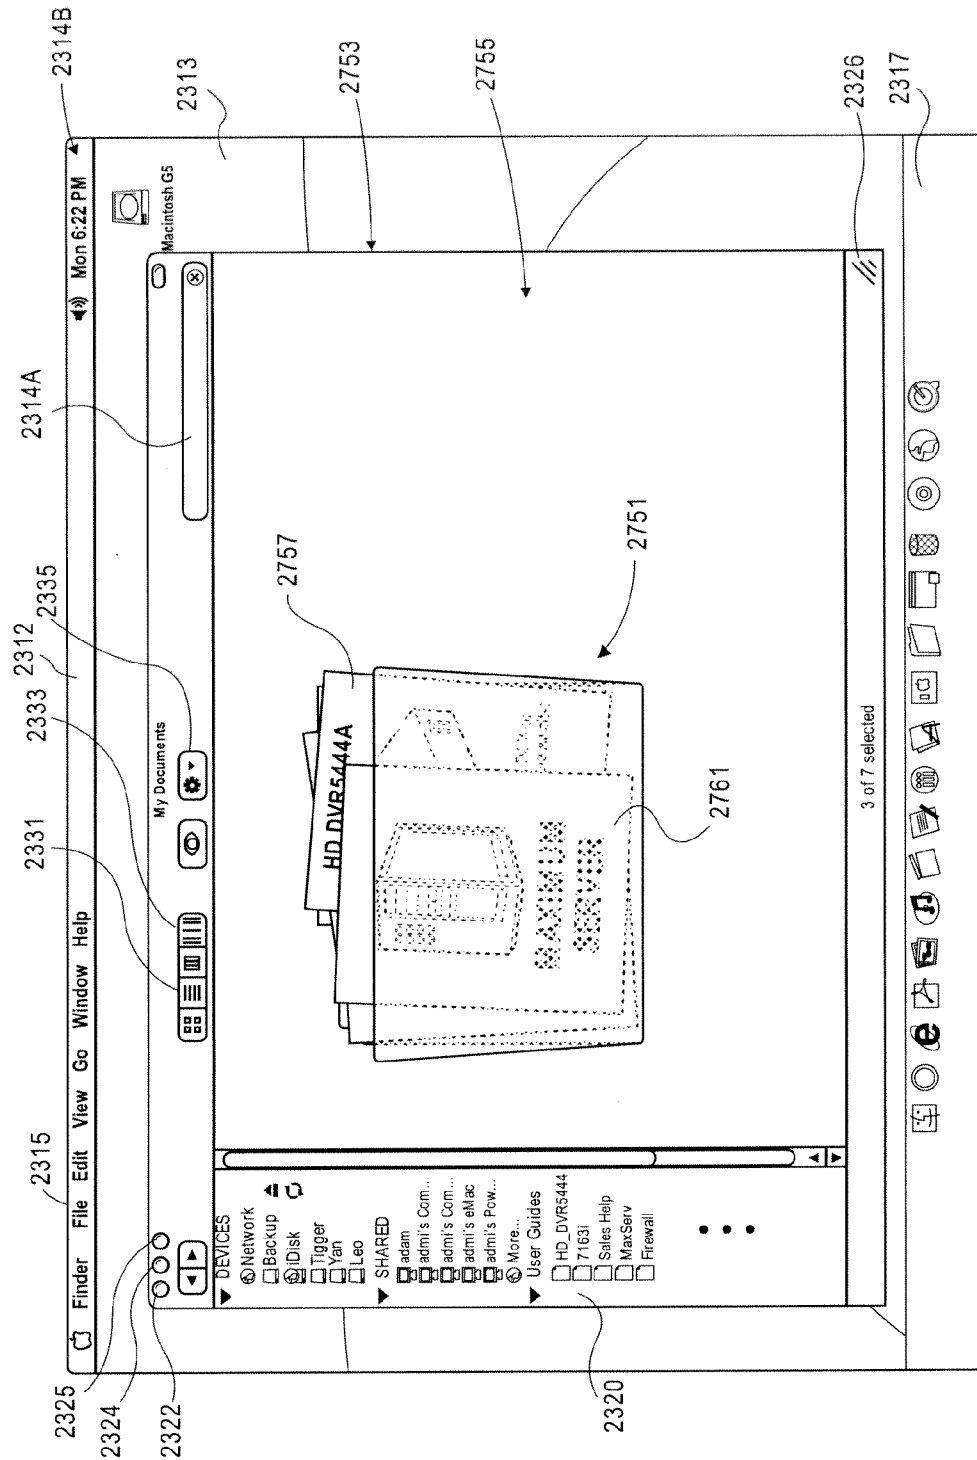 2315
2312
2314A
2314B
Finder File Edit View Go Window Help
Mon 6:22 PM
2325
2324
2322
2331
2333
2335
My Documents
Macintosh G5
2313
DEVICES
Network
Backup
iDisk
Tigger
Yan
Leo
SHARED
adam
admi's Com...
admi's Com...
admi's eMac
admi's Pow...
More...
User Guides
HD_DVR5444
7163i
Sales Help
MaxServ
Firewall
2320
HD DVR5444A
2757
2751
2761
2753
2755
3 of 7 selected
2326
2317